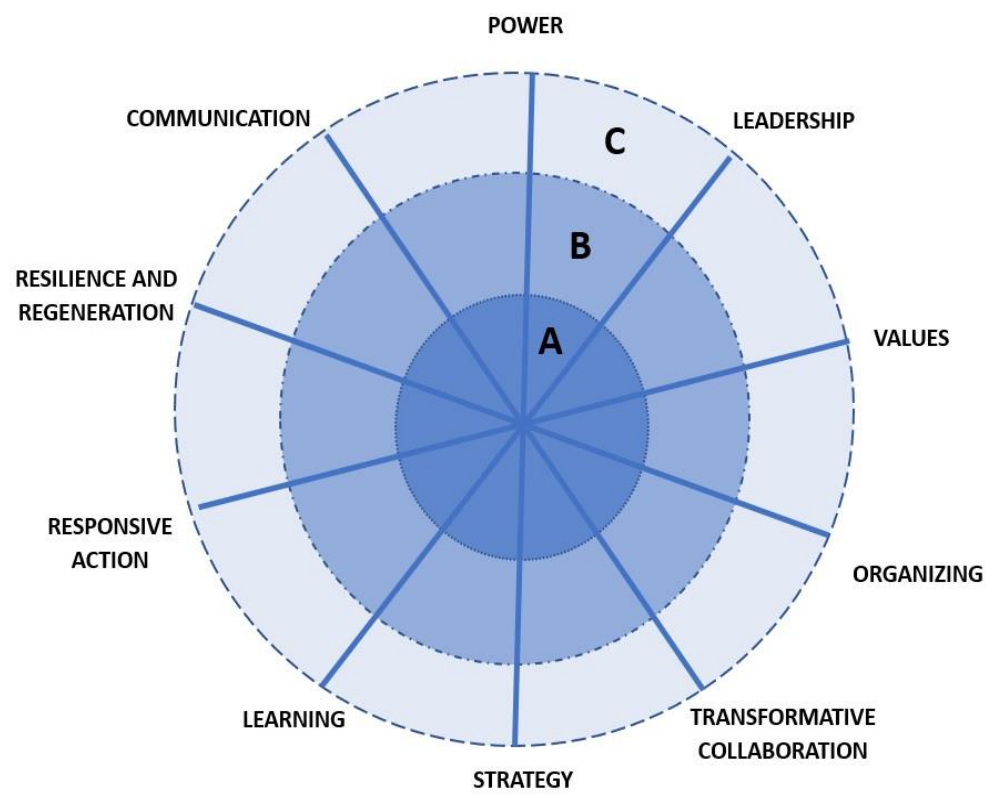 POWER
COMMUNICATION
LEADERSHIP
C
B
RESILIENCE AND
REGENERATION
A
VALUES
RESPONSIVE
ACTION
ORGANIZING
LEARNING
TRANSFORMATIVE
COLLABORATION
STRATEGY